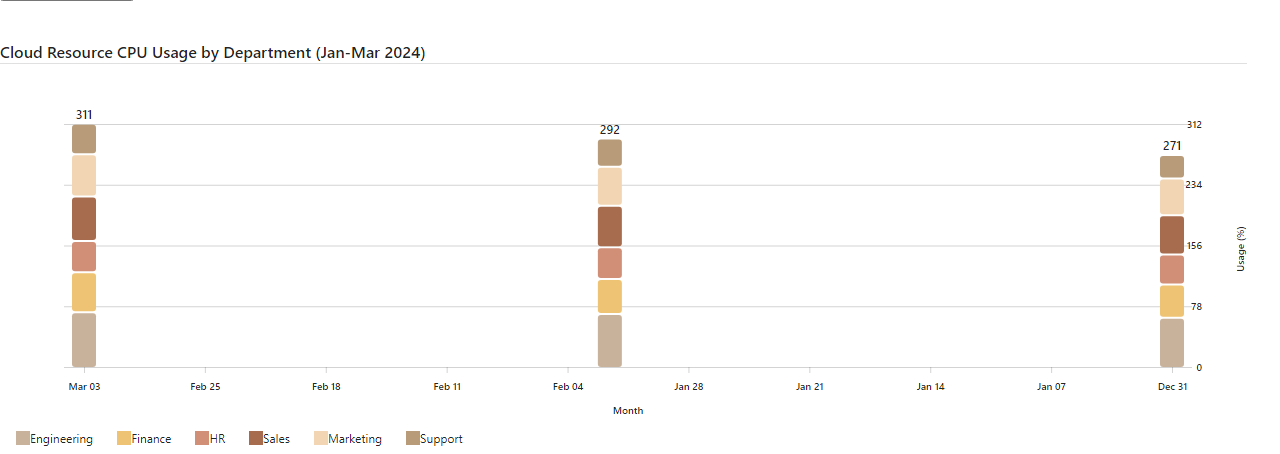 Cloud Resource CPU Usage by Department (Jan-Mar 2024)
311
292
271
312
234
156
78
0
Usage (%)
Mar 03 Feb 25 Feb 18 Feb 11 Feb 04 Jan 28 Jan 21 Jan 14 Jan 07 Dec 31
Month
Engineering Finance HR Sales Marketing Support